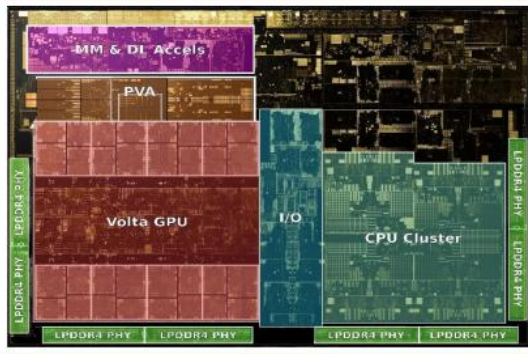 MM & DL Accels
PVA
Volta GPU
I/O
CPU Cluster
LPDDR4 PHY
LPDDR4 PHY
LPDDR4 PHY
LPDDR4 PHY
LPDDR4 PHY
LPDDR4 PHY
LPDDR4 PHY
LPDDR4 PHY